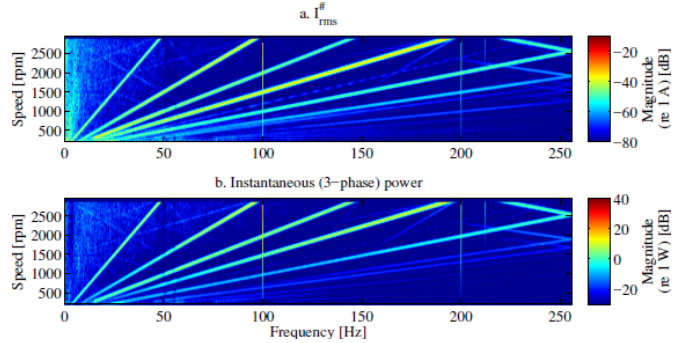 a. I#rms
2500
2000
1500
1000
500
Speed [rpm]
0 50 100 150 200 250
−20
−40
−60
−80
Magnitude
(re 1 A) [dB]
b. Instantaneous (3−phase) power
2500
2000
1500
1000
500
Speed [rpm]
0 50 100 150 200 250
Frequency [Hz]
40
20
0
−20
Magnitude
(re 1 W) [dB]